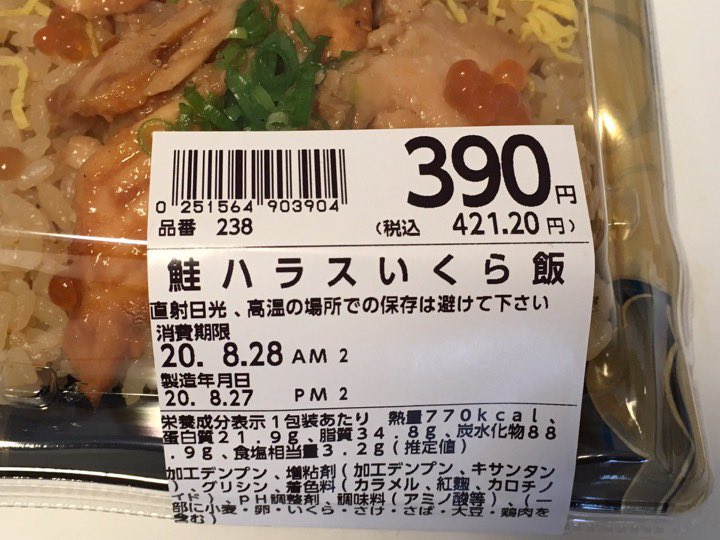 390円
0 251564 903904
品番 238 (税込 421.20円)
鮭ハラスいくら飯
直射日光、高温の場所での保存は避けて下さい
消費期限
20. 8.28 AM 2
製造年月日
20. 8.27 PM 2
栄養成分表示1包装あたり 熱量770kcal、
蛋白質21.9g、脂質34.8g、炭水化物88
.9g、食塩相当量3.2g(推定値)
加工デンプン、増粘剤(加工デンプン、キサンタン
)、グリシン、着色料(カラメル、紅麹、カロチノ
イド)、pH調整剤、調味料(アミノ酸等)、(一
部に小麦・卵・いくら・さけ・さば・大豆・鶏肉を
含む)